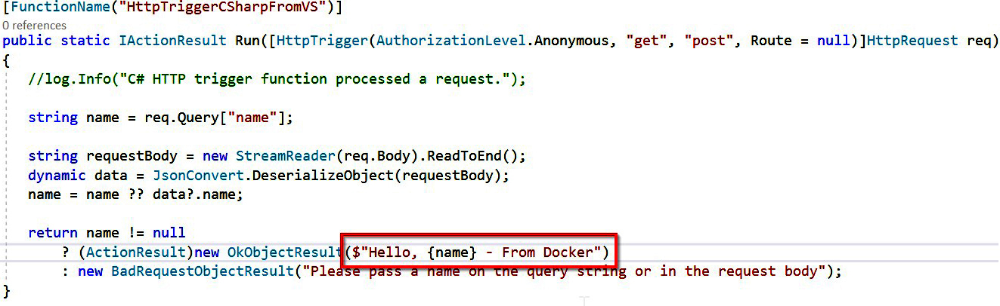 [FunctionName("HttpTriggerCSharpFromVS")]
0 references
public static IActionResult Run([HttpTrigger(AuthorizationLevel.Anonymous, "get", "post", Route = null)]HttpRequest req)
{
//log.Info("C# HTTP trigger function processed a request.");
string name = req.Query["name"];
string requestBody = new StreamReader(req.Body).ReadToEnd();
dynamic data = JsonConvert.DeserializeObject(requestBody);
name = name ?? data?.name;
return name != null
? (ActionResult)new OkObjectResult($"Hello, {name} - From Docker")
: new BadRequestObjectResult("Please pass a name on the query string or in the request body");
}